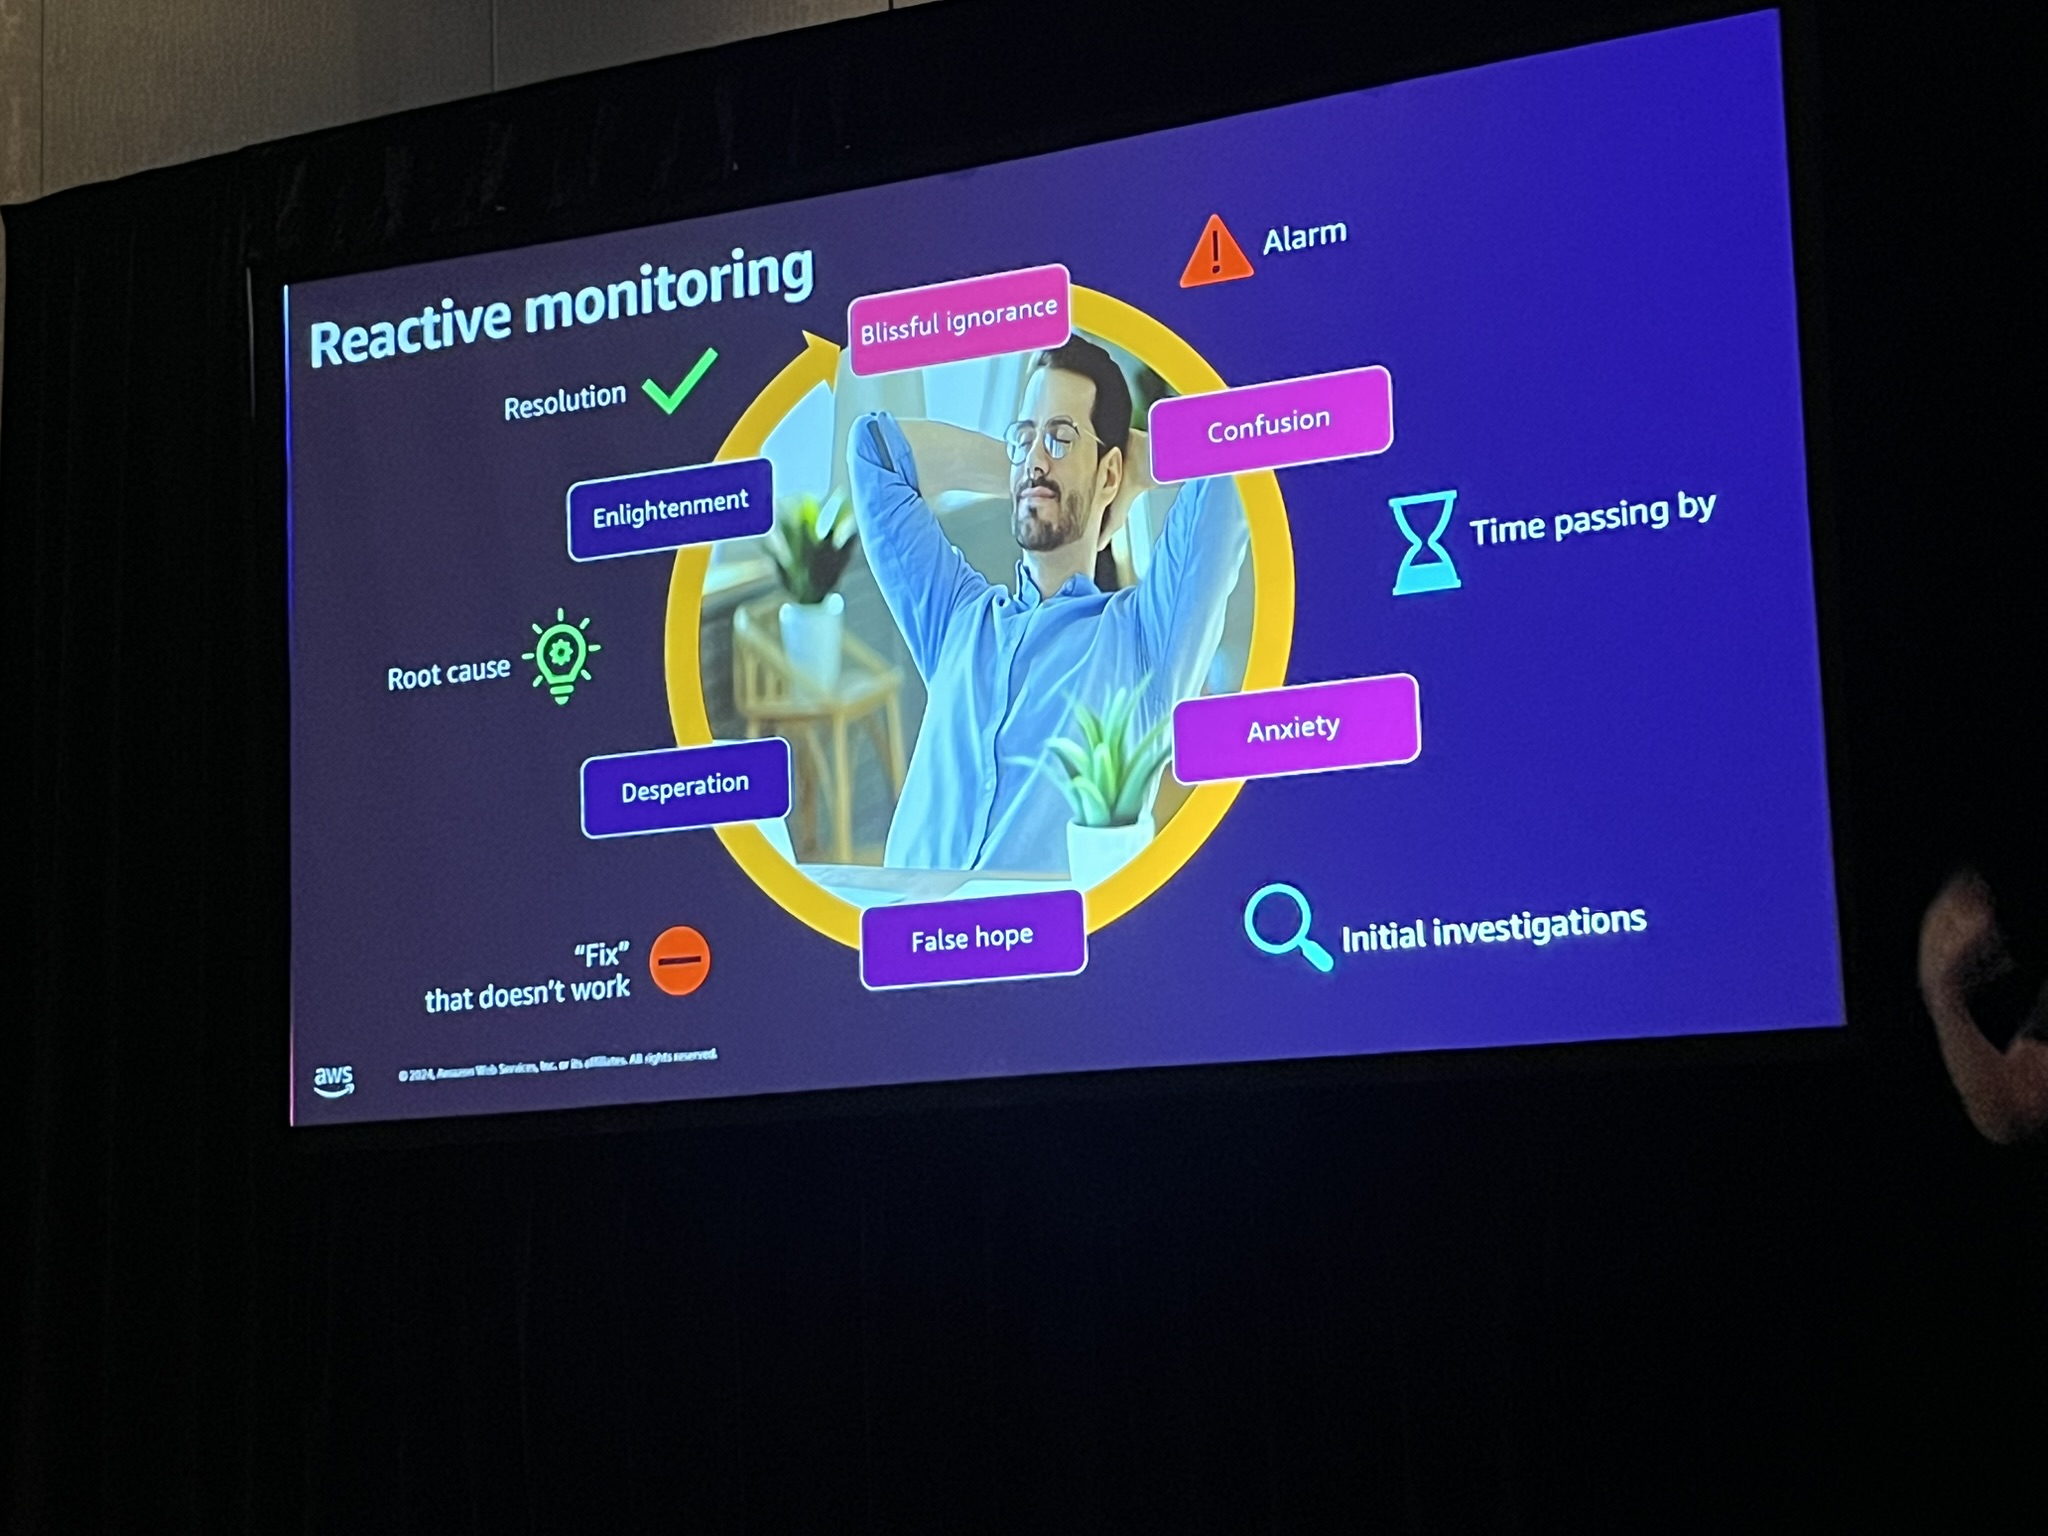 Reactive monitoring
Alarm
Blissful ignorance
Resolution
Confusion
Enlightenment
Time passing by
Root cause
Anxiety
Desperation
False hope
Initial investigations
“Fix”
that doesn’t work
aws
© 2024, Amazon Web Services, Inc. or its affiliates. All rights reserved.